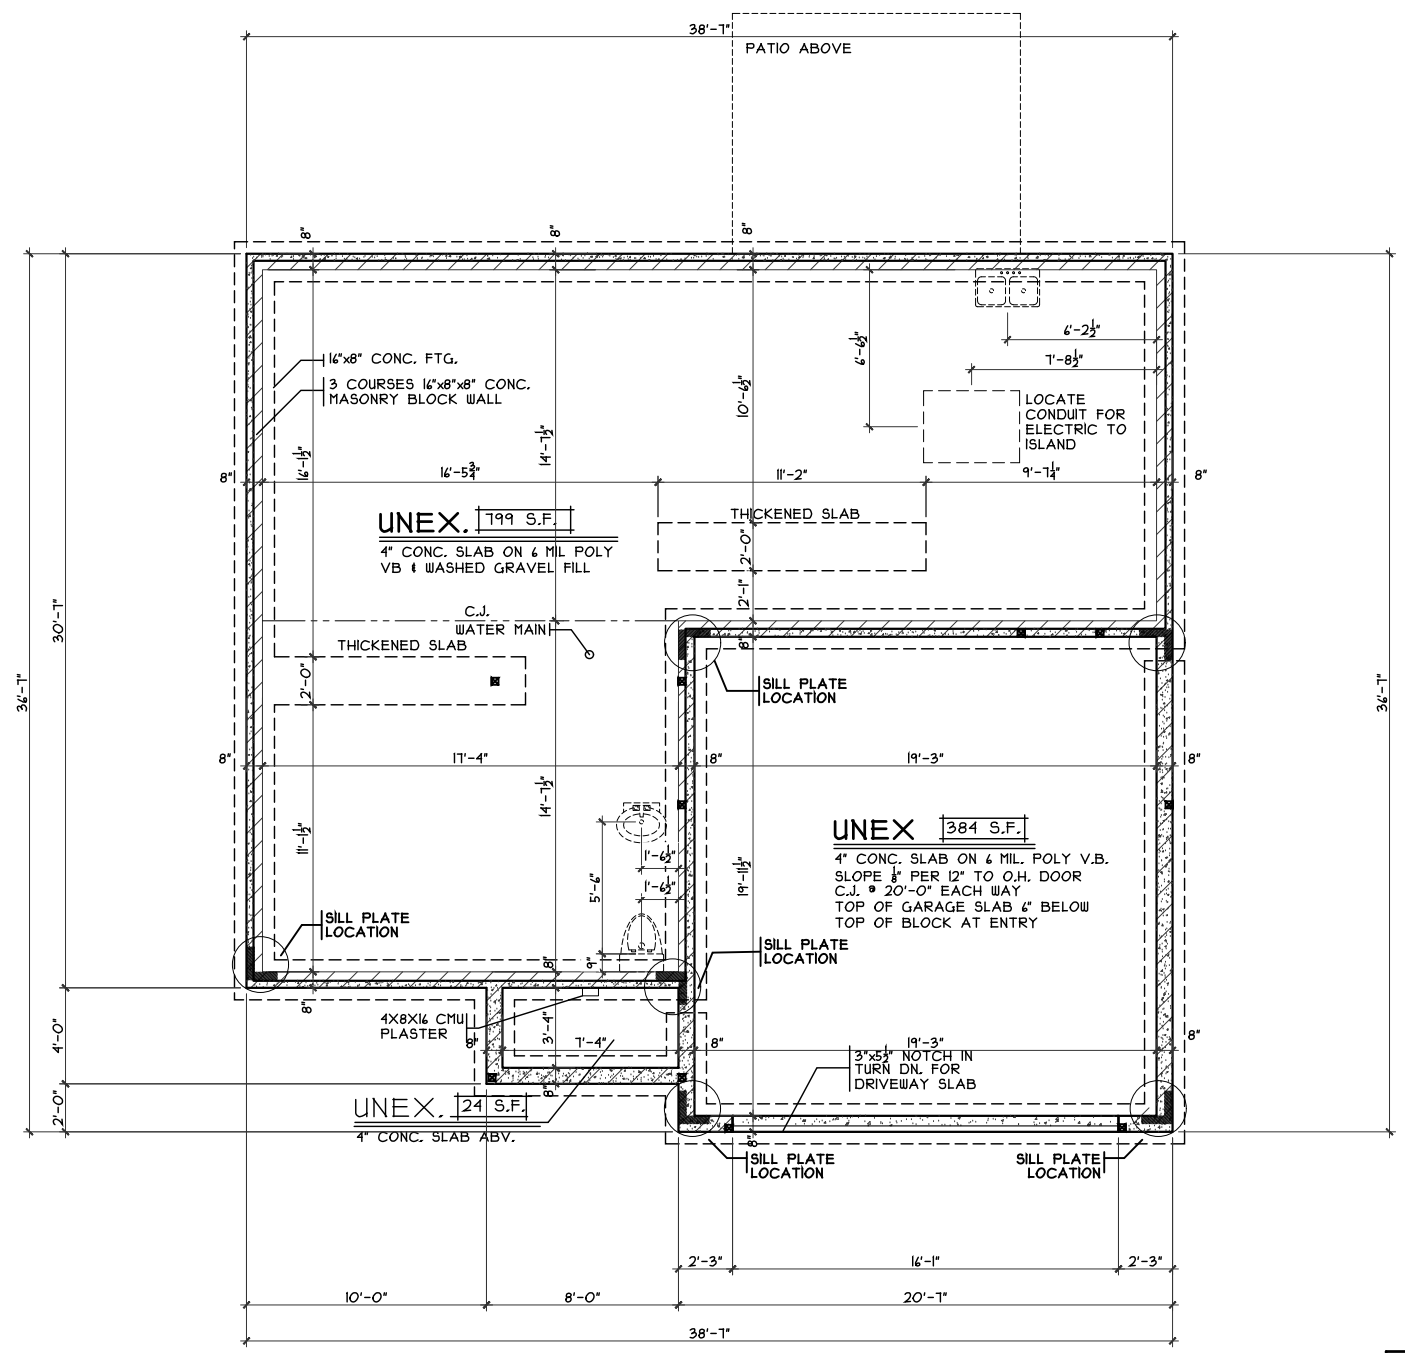 38'-7"
PATIO ABOVE
8"
8"
8"
6'-2½"
6'-6½"
7'-8½"
16"x8" CONC. FTG.
3 COURSES 16"x8"x8" CONC.
MASONRY BLOCK WALL
10'-6½"
LOCATE
CONDUIT FOR
ELECTRIC TO
ISLAND
14'-7½"
16'-1½"
8"
16'-5¾"
11'-2"
9'-7¼"
8"
UNEX. 799 S.F.
THICKENED SLAB
4" CONC. SLAB ON 6 MIL POLY
VB & WASHED GRAVEL FILL
2'-0"
2'-1"
30'-7"
C.J.
WATER MAIN
THICKENED SLAB
8"
2'-0"
SILL PLATE
LOCATION
36'-7"
36'-7"
8"
17'-4"
8"
19'-3"
8"
14'-7½"
11'-1½"
UNEX 384 S.F.
4" CONC. SLAB ON 6 MIL. POLY V.B.
SLOPE ⅛" PER 12" TO O.H. DOOR
C.J. @ 20'-0" EACH WAY
TOP OF GARAGE SLAB 6" BELOW
TOP OF BLOCK AT ENTRY
1'-6½"
1'-6½"
5'-6"
19'-11½"
SILL PLATE
LOCATION
SILL PLATE
LOCATION
8"
9"
8"
4X8X16 CMU
PLASTER
4'-0"
3'-4"
8"
7'-4"
8"
19'-3"
8"
3"x5½" NOTCH IN
TURN DN. FOR
DRIVEWAY SLAB
8"
2'-0"
UNEX. 24 S.F.
4" CONC. SLAB ABV.
8"
SILL PLATE
LOCATION
SILL PLATE
LOCATION
2'-3"
16'-1"
2'-3"
10'-0"
8'-0"
20'-7"
38'-7"